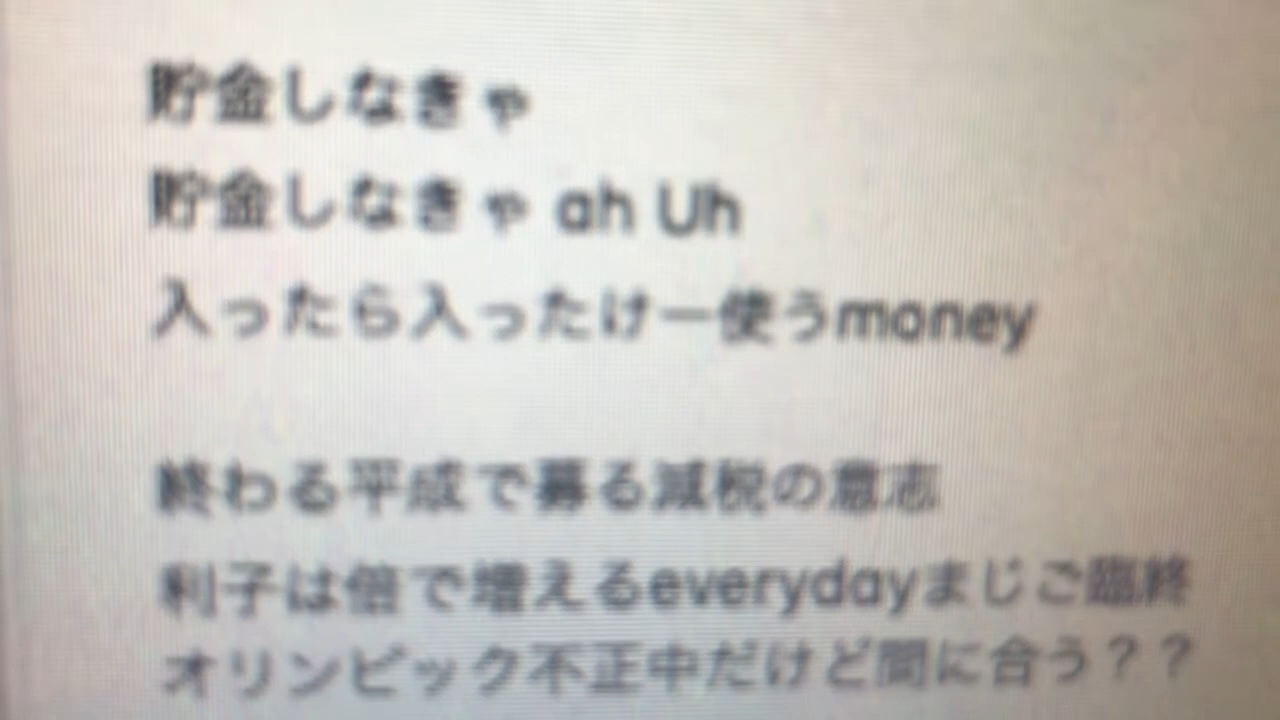 貯金しなきゃ
貯金しなきゃ ah Uh
入ったら入ったけー使うmoney
終わる平成で募る減税の意志
利子は倍で増えるeverydayまじご臨終
オリンピック不正中だけど間に合う？？